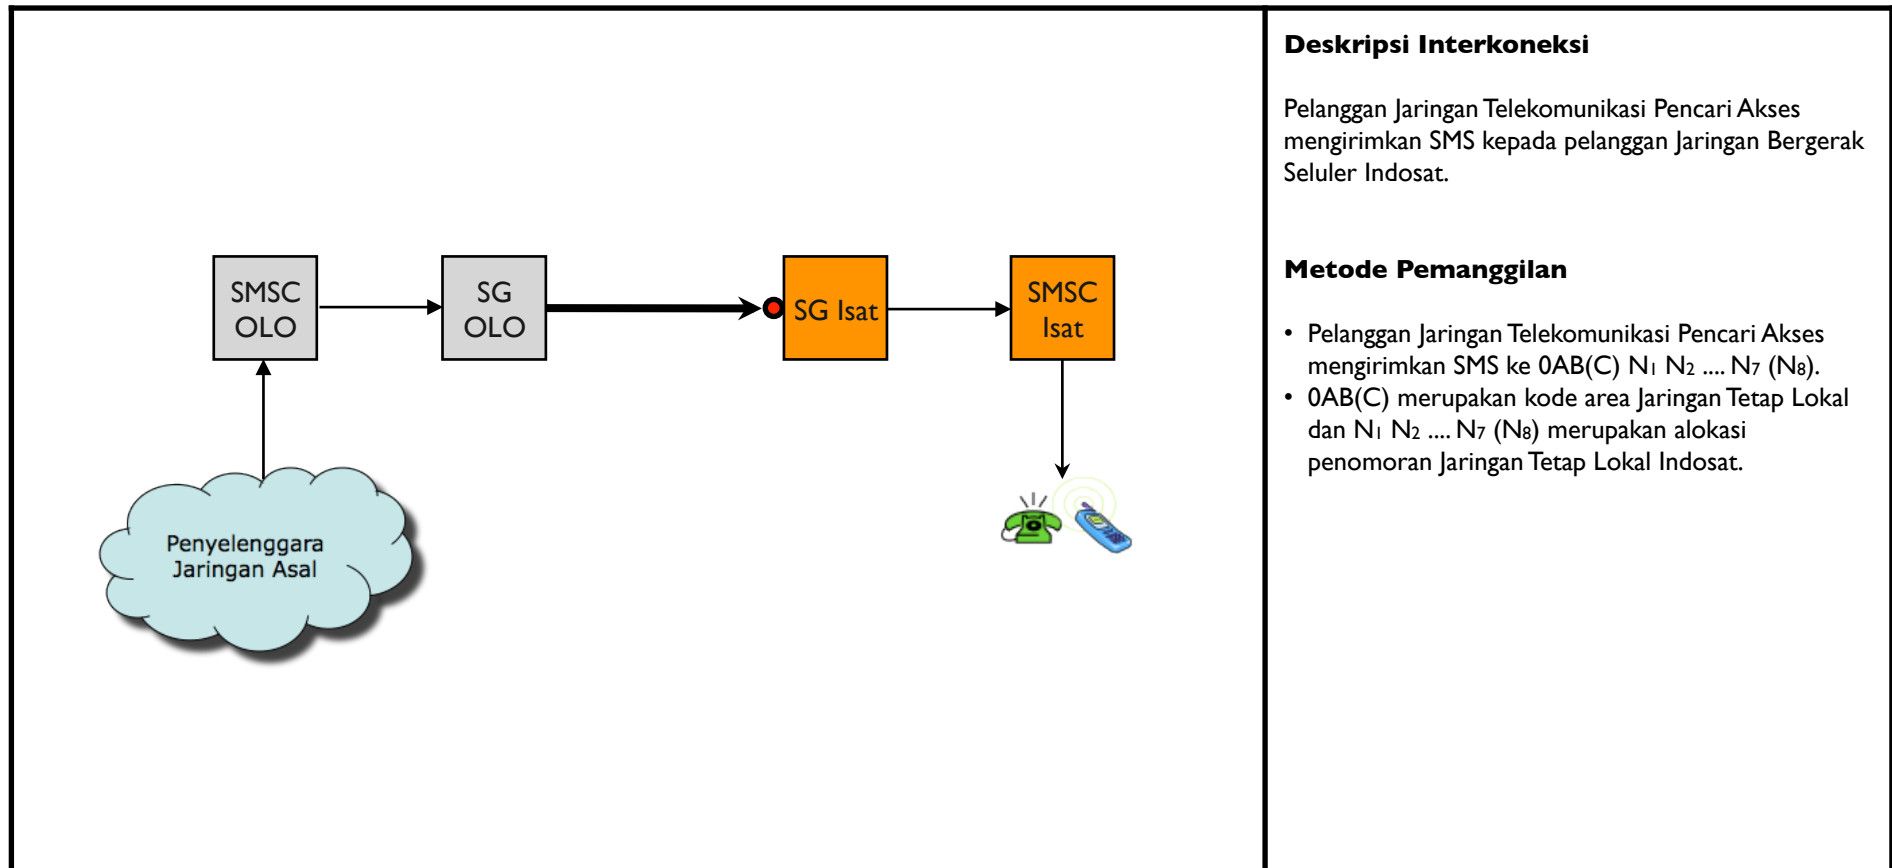 SMSC
OLO
SG
OLO
SG Isat
SMSC
Isat
Penyelenggara
Jaringan Asal
Deskripsi Interkoneksi
Pelanggan Jaringan Telekomunikasi Pencari Akses
mengirimkan SMS kepada pelanggan Jaringan Bergerak
Seluler Indosat.
Metode Pemanggilan
• Pelanggan Jaringan Telekomunikasi Pencari Akses
mengirimkan SMS ke 0AB(C) N₁ N₂ .... N₇ (N₈).
• 0AB(C) merupakan kode area Jaringan Tetap Lokal
dan N₁ N₂ .... N₇ (N₈) merupakan alokasi
penomoran Jaringan Tetap Lokal Indosat.